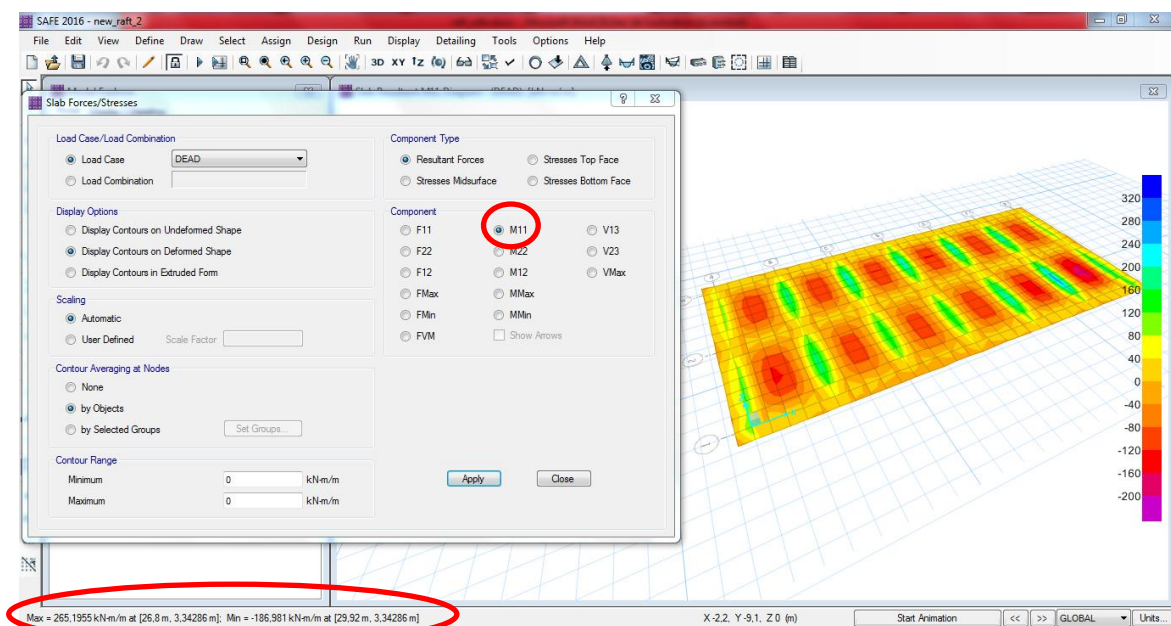 SAFE 2016 - new_raft_2
File Edit View Define Draw Select Assign Design Run Display Detailing Tools Options Help
3D XY
Slab Forces/Stresses
Load Case/Load Combination
Load Case DEAD
Load Combination
Display Options
Display Contours on Undeformed Shape
Display Contours on Deformed Shape
Display Contours in Extruded Form
Scaling
Automatic
User Defined Scale Factor
Contour Averaging at Nodes
None
by Objects
by Selected Groups Set Groups...
Contour Range
Minimum 0 kN-m/m
Maximum 0 kN-m/m
Component Type
Resultant Forces Stresses Top Face
Stresses Midsurface Stresses Bottom Face
Component
F11 M11 V13
F22 M22 V23
F12 M12 VMax
FMax MMax
FMin MMin
FVM Show Arrows
Apply Close
320
280
240
200
160
120
80
40
0
-40
-80
-120
-160
-200
Max = 265,1955 kN-m/m at [26,8 m, 3,34286 m]; Min = -186,981 kN-m/m at [29,92 m, 3,34286 m]
X -2,2, Y -9,1, Z 0 (m) Start Animation << >> GLOBAL Units...